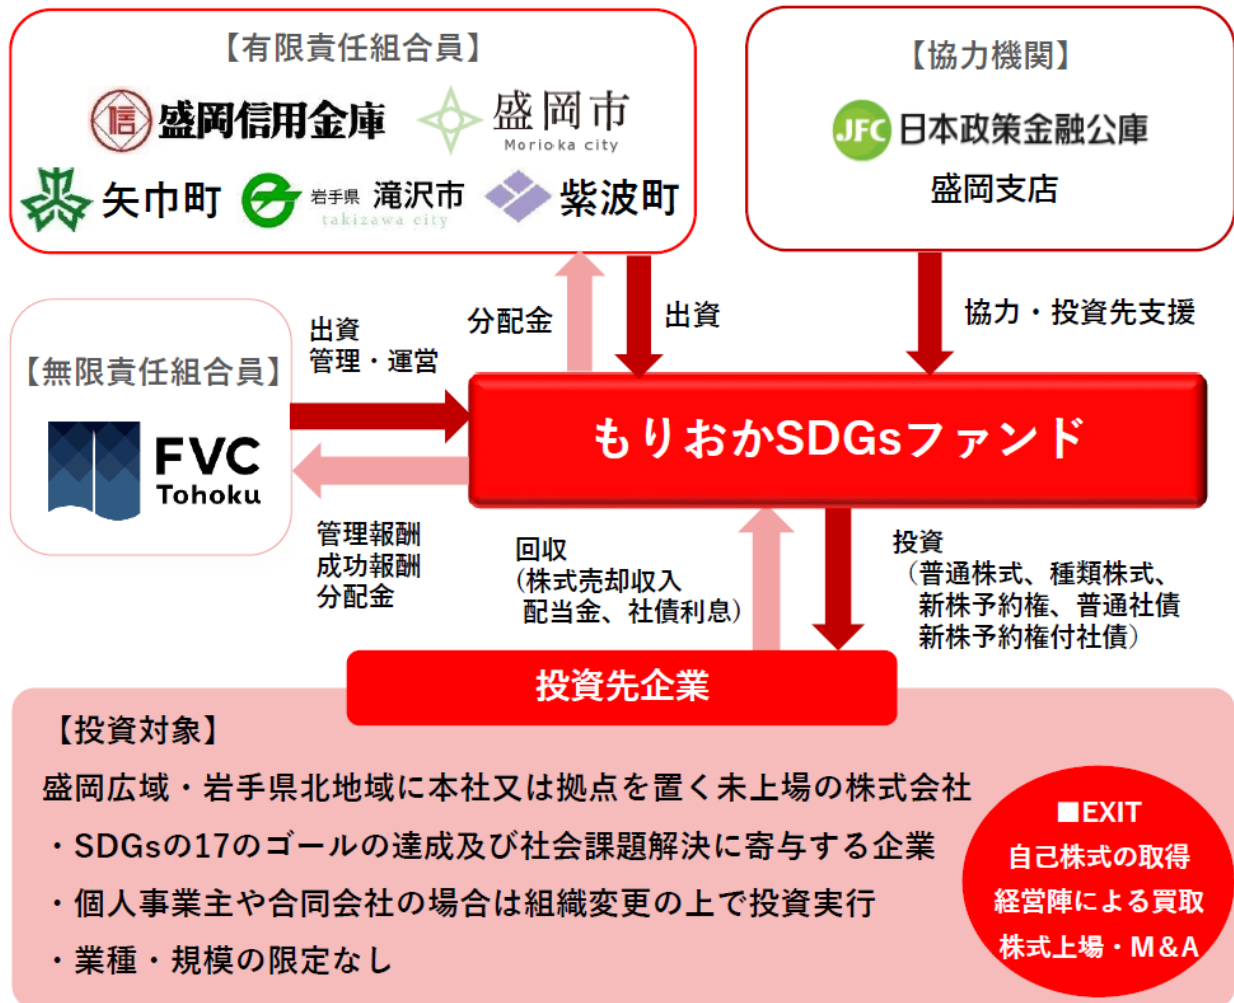 【有限責任組合員】
信 盛岡信用金庫
盛岡市
Morioka city
矢巾町
岩手県 滝沢市
takizawa city
紫波町
【協力機関】
JFC 日本政策金融公庫
盛岡支店
分配金
出資
協力・投資先支援
【無限責任組合員】
FVC
Tohoku
出資
管理・運営
もりおかSDGsファンド
管理報酬
成功報酬
分配金
回収
(株式売却収入
配当金、社債利息)
投資
（普通株式、種類株式、
新株予約権、普通社債
新株予約権付社債）
投資先企業
【投資対象】
盛岡広域・岩手県北地域に本社又は拠点を置く未上場の株式会社
・SDGsの17のゴールの達成及び社会課題解決に寄与する企業
・個人事業主や合同会社の場合は組織変更の上で投資実行
・業種・規模の限定なし
■EXIT
自己株式の取得
経営陣による買取
株式上場・M＆A